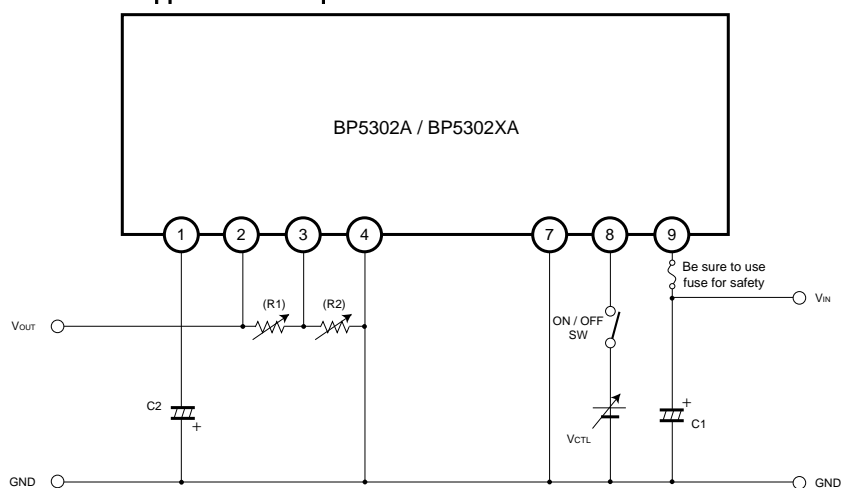 BP5302A / BP5302XA
1 2 3 4 7 8 9
Be sure to use
fuse for safety
(R1) (R2)
VIN
VOUT
ON / OFF
SW
C2
+
VCTL
+
C1
GND
GND